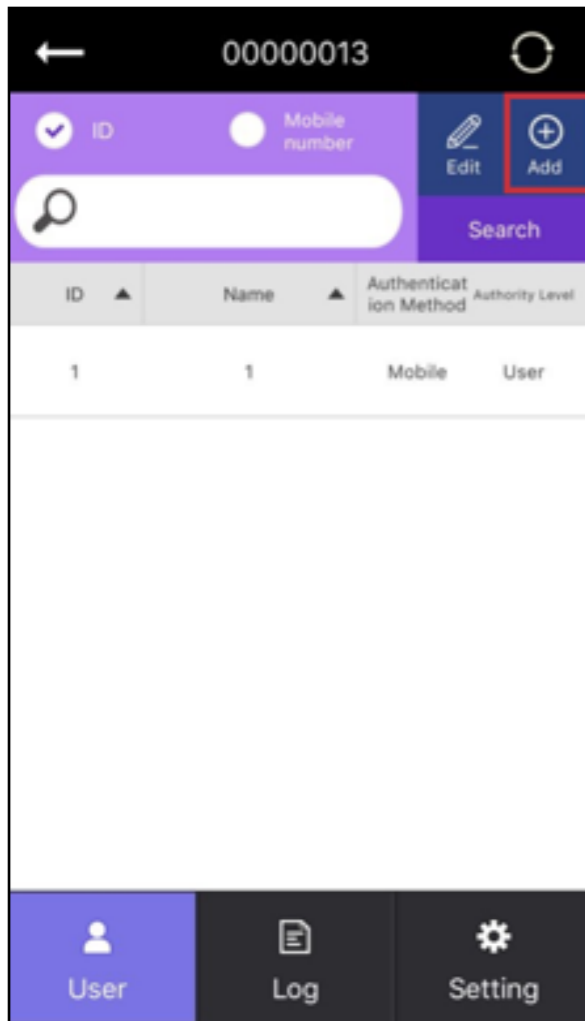 00000013
ID
Mobile
number
Edit
Add
Search
ID
Name
Authenticat
ion Method
Authority Level
1
1
Mobile
User
User
Log
Setting